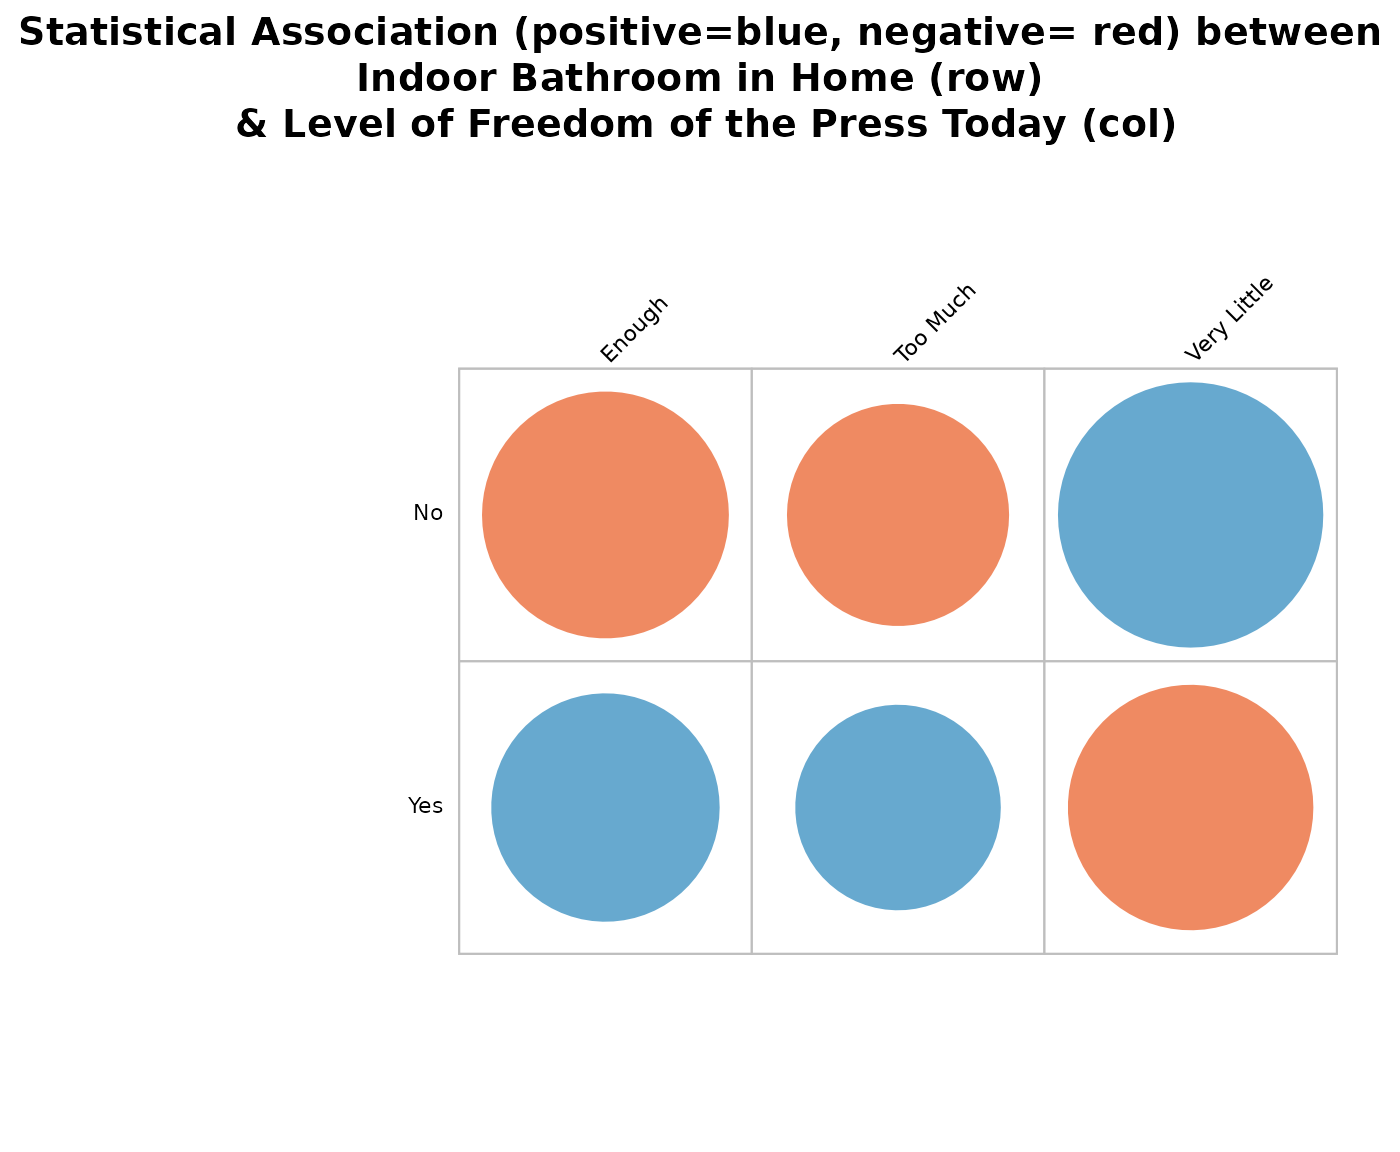 Statistical Association (positive=blue, negative= red) between
Indoor Bathroom in Home (row)
& Level of Freedom of the Press Today (col)
Enough
Too Much
Very Little
No
Yes